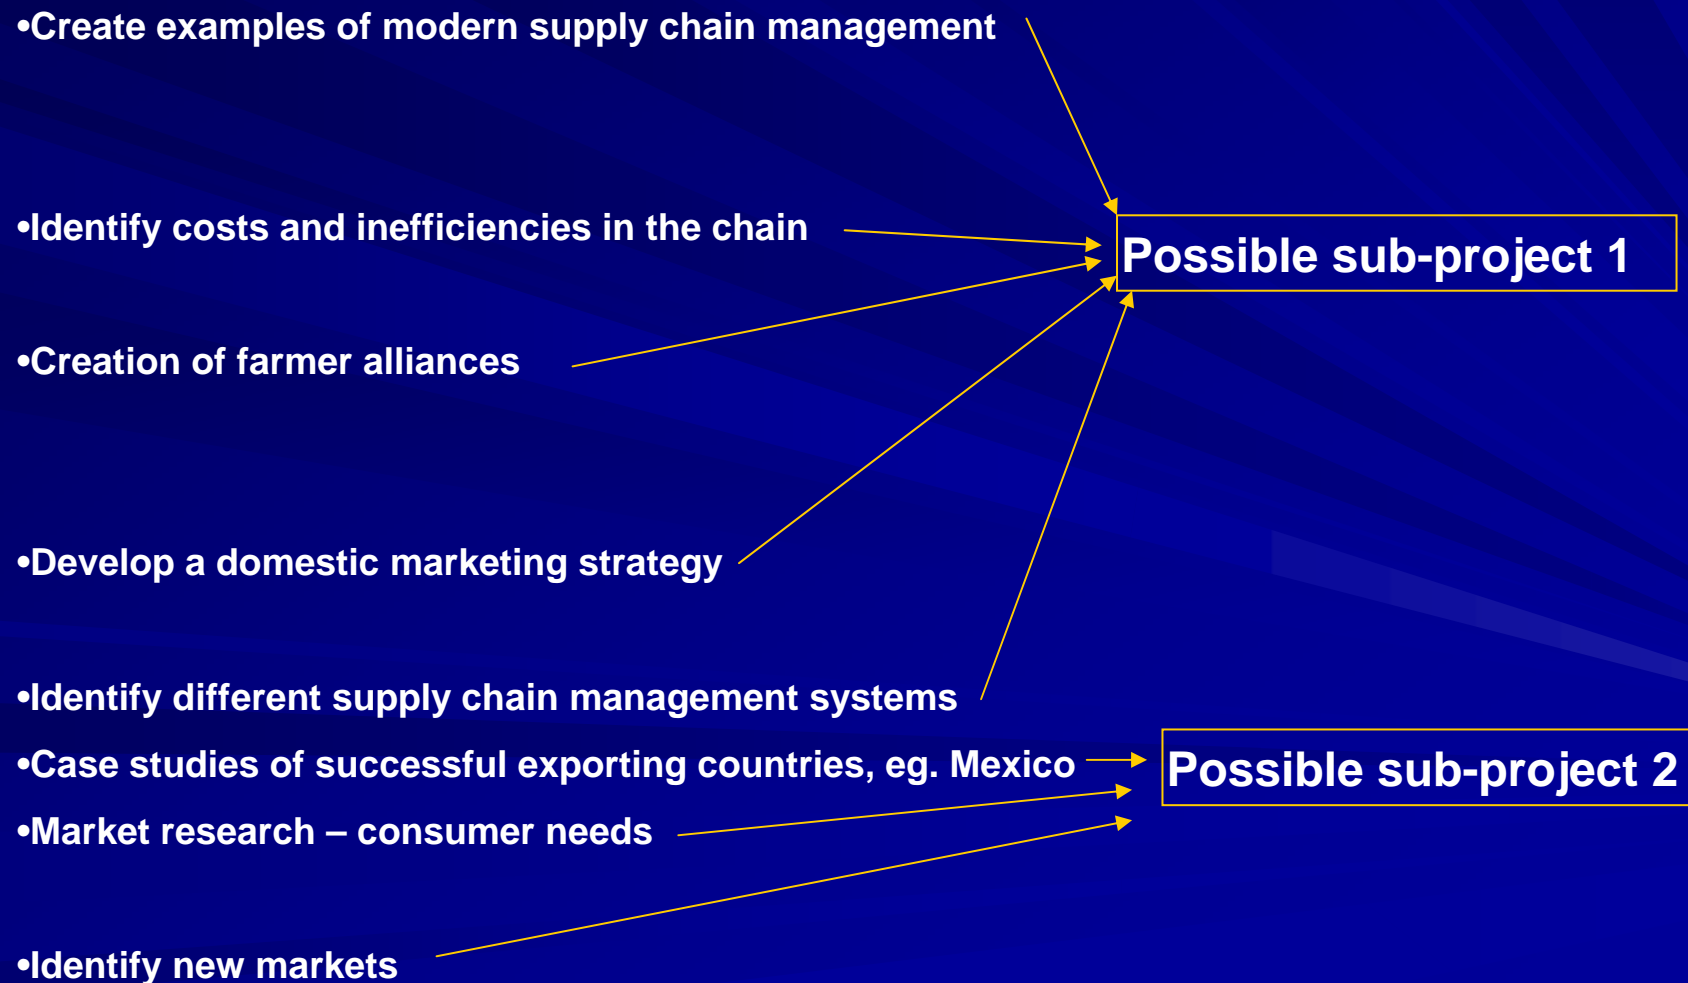 •Create examples of modern supply chain management
•Identify costs and inefficiencies in the chain
Possible sub-project 1
•Creation of farmer alliances
•Develop a domestic marketing strategy
•Identify different supply chain management systems
•Case studies of successful exporting countries, eg. Mexico
Possible sub-project 2
•Market research – consumer needs
•Identify new markets